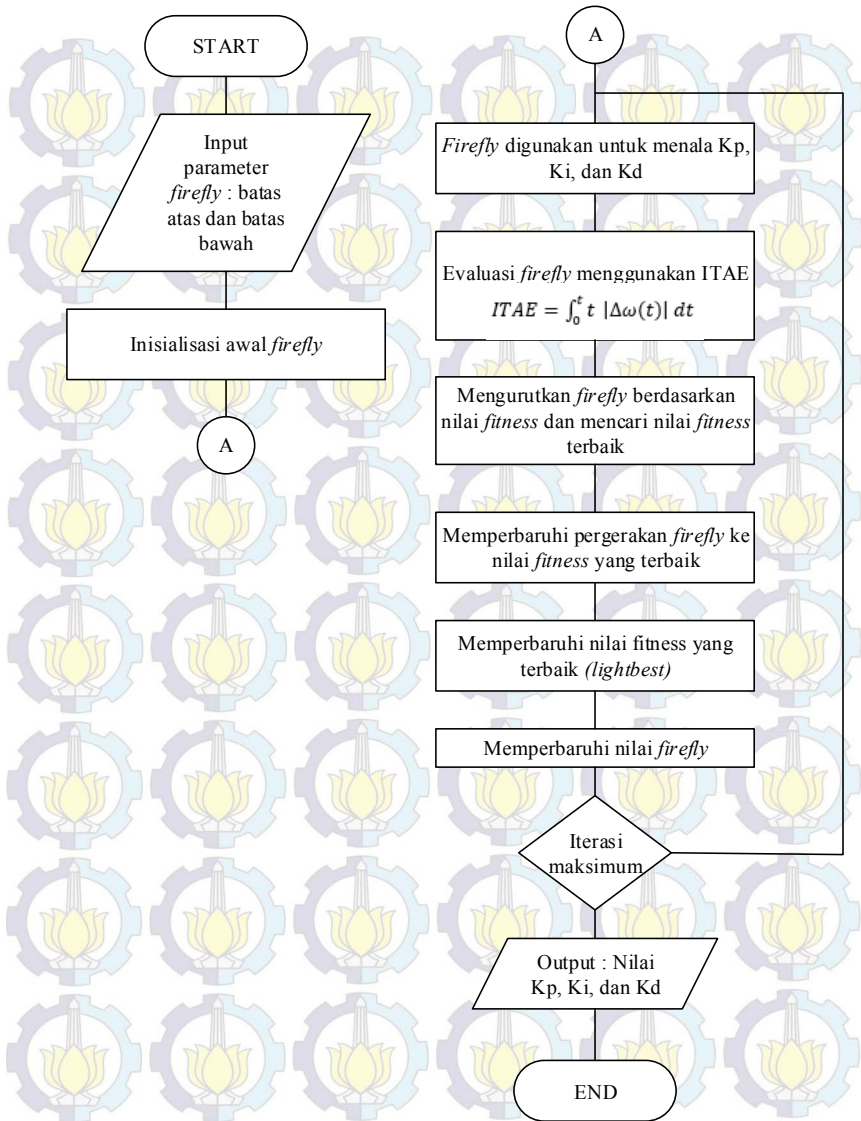 START
Input
parameter
firefly : batas
atas dan batas
bawah
Inisialisasi awal firefly
A
A
Firefly digunakan untuk menala Kp,
Ki, dan Kd
Evaluasi firefly menggunakan ITAE
ITAE = ∫₀ᵗ t |Δω(t)| dt
Mengurutkan firefly berdasarkan
nilai fitness dan mencari nilai fitness
terbaik
Memperbaruhi pergerakan firefly ke
nilai fitness yang terbaik
Memperbaruhi nilai fitness yang
terbaik (lightbest)
Memperbaruhi nilai firefly
Iterasi
maksimum
Output : Nilai
Kp, Ki, dan Kd
END